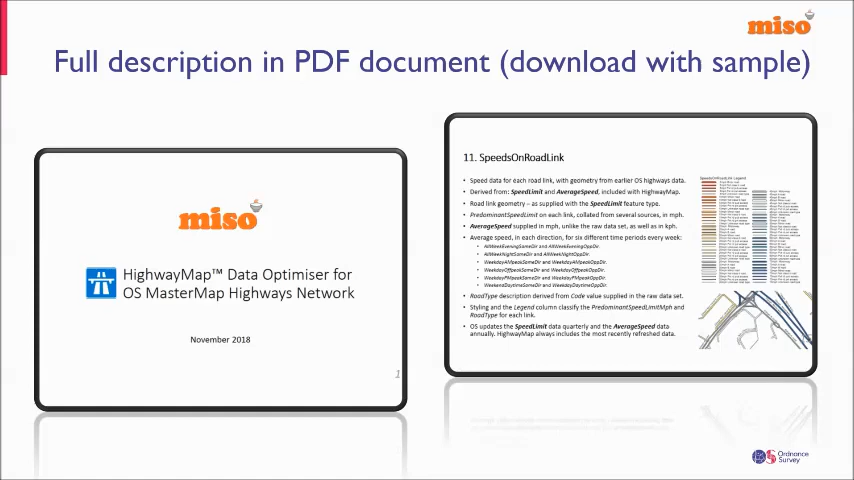 miso
Full description in PDF document (download with sample)
miso
HighwayMap™ Data Optimiser for
OS MasterMap Highways Network
November 2018
1
11. SpeedsOnRoadLink
• Speed data for each road link, with geometry from earlier OS highways data.
• Derived from: SpeedLimit and AverageSpeed, included with HighwayMap.
• Road link geometry – as supplied with the SpeedLimit feature type.
• PredominantSpeedLimit on each link, collated from several sources, in mph.
• AverageSpeed supplied in mph, unlike the raw data set, as well as in kph.
• Average speed, in each direction, for six different time periods every week:
• AllWeekEveningSameDir and AllWeekEveningOppDir.
• AllWeekNightSameDir and AllWeekNightOppDir.
• WeekdayAMpeakSameDir and WeekdayAMpeakOppDir.
• WeekdayOffpeakSameDir and WeekdayOffpeakOppDir.
• WeekdayPMpeakSameDir and WeekdayPMpeakOppDir.
• WeekendDaytimeSameDir and WeekendDaytimeOppDir.
• RoadType description derived from Code value supplied in the raw data set.
• Styling and the Legend column classify the PredominantSpeedLimitMph and
RoadType for each link.
• OS updates the SpeedLimit data quarterly and the AverageSpeed data
annually. HighwayMap always includes the most recently refreshed data.
SpeedsOnRoadLink Legend
Ordnance
Survey